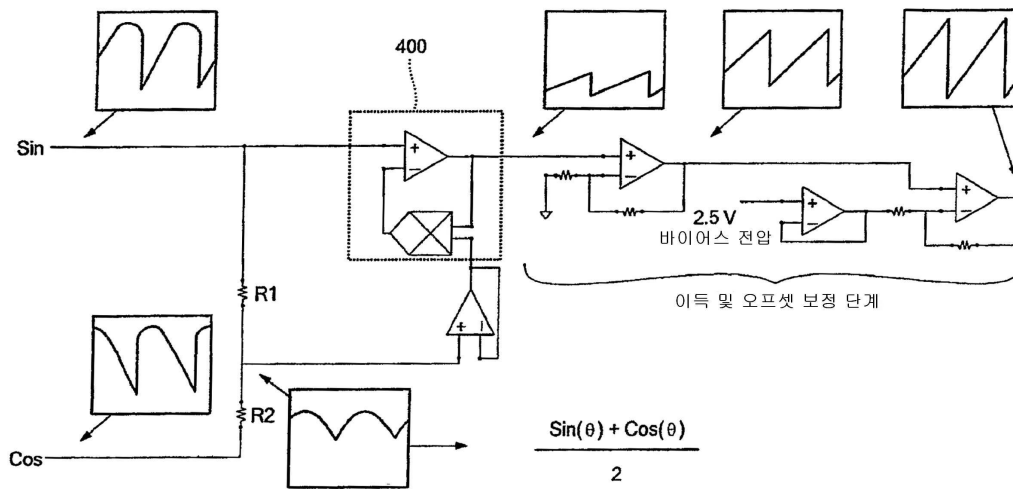 400
Sin
2.5 V
바이어스 전압
R1
이득 및 오프셋 보정 단계
R2
Sin(θ) + Cos(θ)
2
Cos